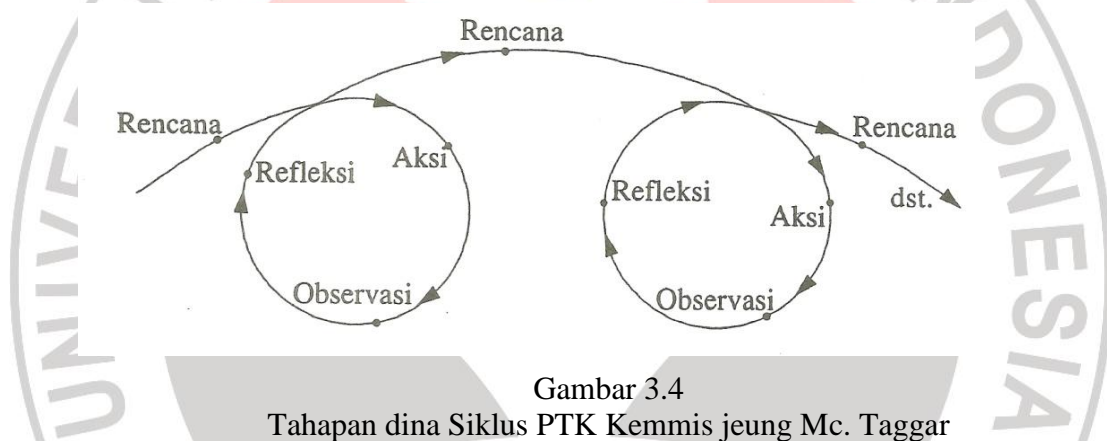 Rencana
Rencana
Rencana
Refleksi
Aksi
Observasi
Refleksi
Aksi
Observasi
dst.
Gambar 3.4
Tahapan dina Siklus PTK Kemmis jeung Mc. Taggar